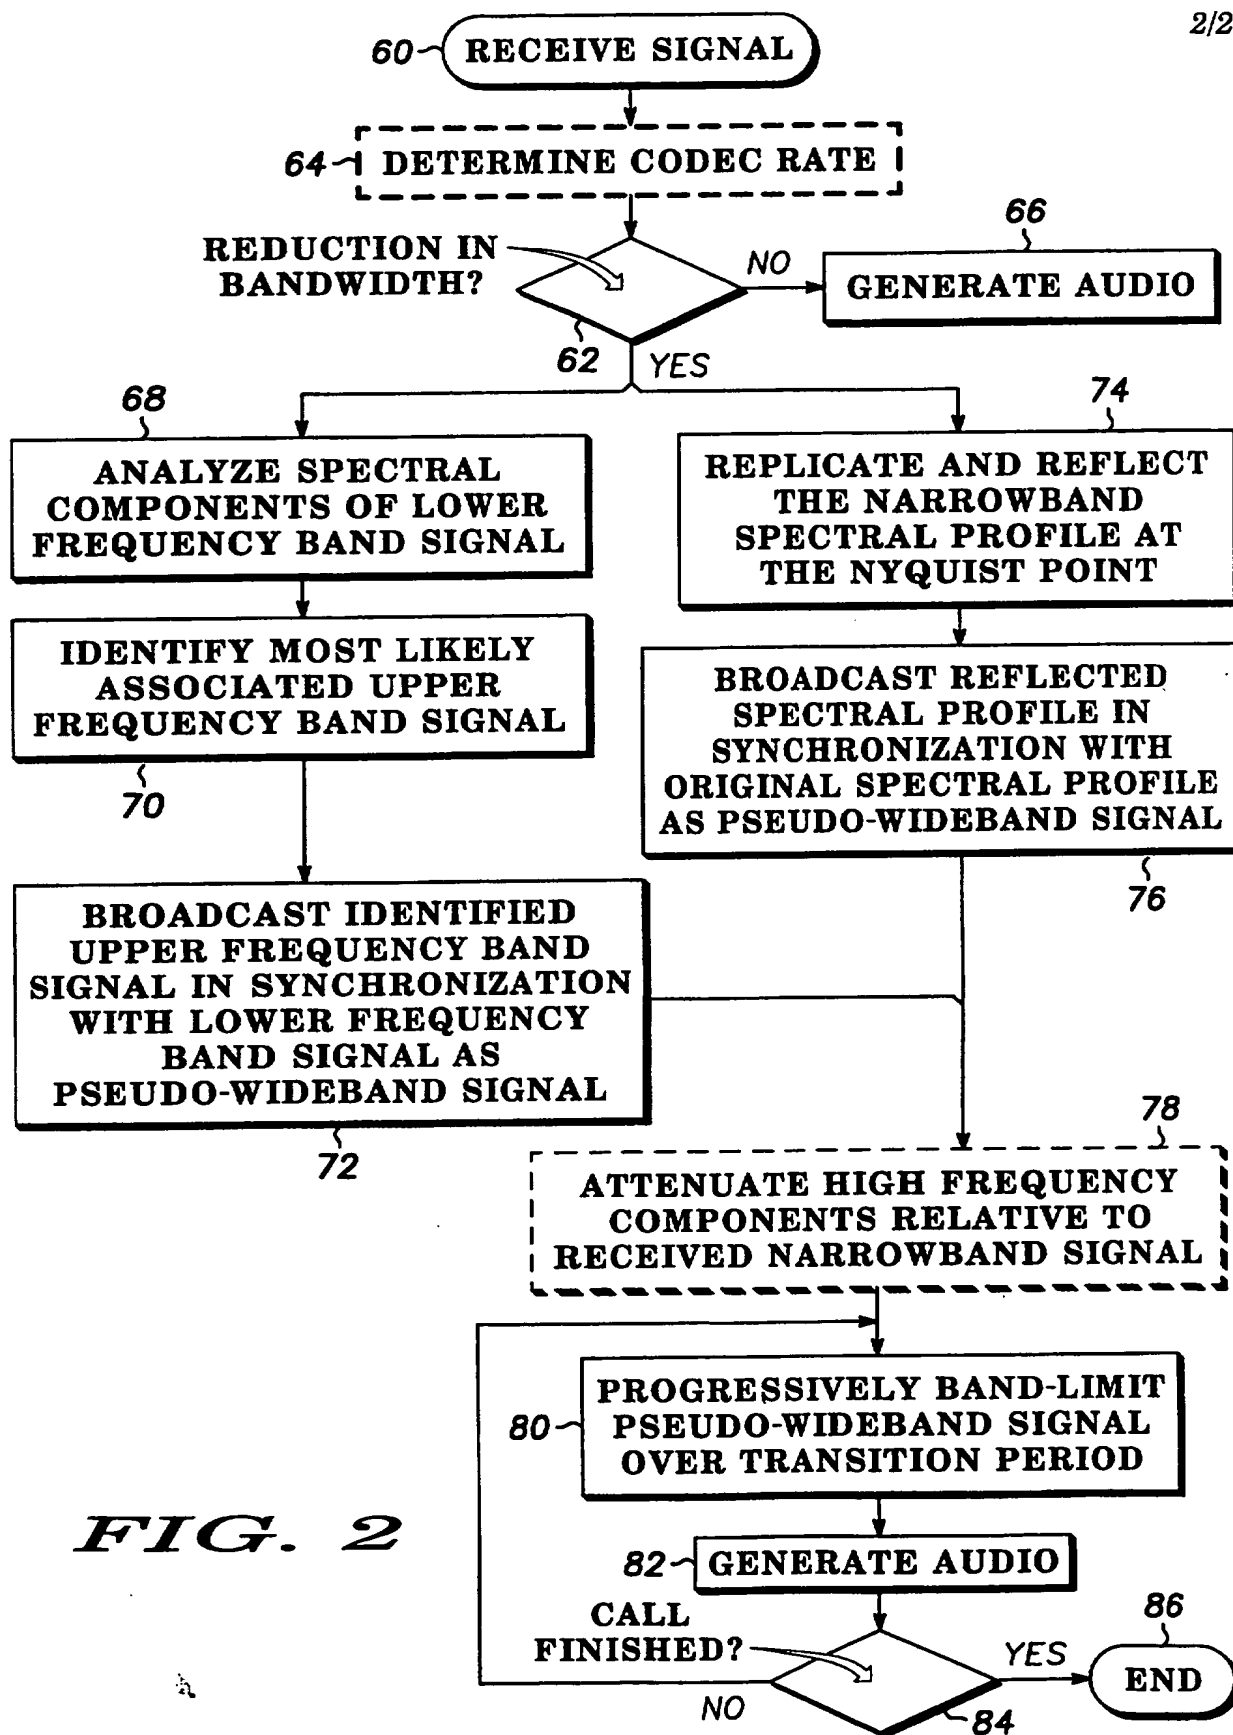 2/2
60 RECEIVE SIGNAL
64 DETERMINE CODEC RATE
REDUCTION IN
BANDWIDTH?
62
NO
YES
66
GENERATE AUDIO
68
ANALYZE SPECTRAL
COMPONENTS OF LOWER
FREQUENCY BAND SIGNAL
IDENTIFY MOST LIKELY
ASSOCIATED UPPER
FREQUENCY BAND SIGNAL
70
BROADCAST IDENTIFIED
UPPER FREQUENCY BAND
SIGNAL IN SYNCHRONIZATION
WITH LOWER FREQUENCY
BAND SIGNAL AS
PSEUDO-WIDEBAND SIGNAL
72
74
REPLICATE AND REFLECT
THE NARROWBAND
SPECTRAL PROFILE AT
THE NYQUIST POINT
BROADCAST REFLECTED
SPECTRAL PROFILE IN
SYNCHRONIZATION WITH
ORIGINAL SPECTRAL PROFILE
AS PSEUDO-WIDEBAND SIGNAL
76
78
ATTENUATE HIGH FREQUENCY
COMPONENTS RELATIVE TO
RECEIVED NARROWBAND SIGNAL
PROGRESSIVELY BAND-LIMIT
80 PSEUDO-WIDEBAND SIGNAL
OVER TRANSITION PERIOD
82 GENERATE AUDIO
CALL
FINISHED?
84
NO
YES
86
END
FIG. 2